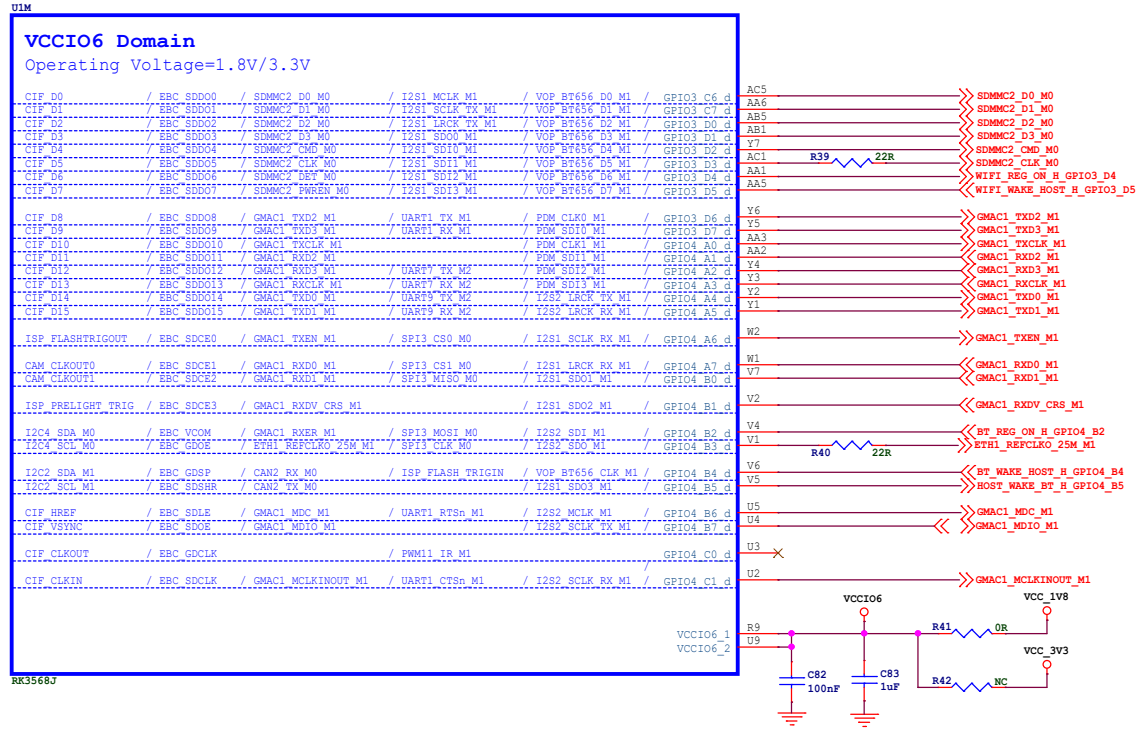 U1M
VCCIO6 Domain
Operating Voltage=1.8V/3.3V
CIF_D0 / EBC_SDDO0 / SDMMC2_D0_M0 / I2S1_MCLK_M1 / VOP_BT656_D0_M1 / GPIO3_C6_d AC5 SDMMC2_D0_M0
CIF_D1 / EBC_SDDO1 / SDMMC2_D1_M0 / I2S1_SCLK_TX_M1 / VOP_BT656_D1_M1 / GPIO3_C7_d AA6 SDMMC2_D1_M0
CIF_D2 / EBC_SDDO2 / SDMMC2_D2_M0 / I2S1_LRCK_TX_M1 / VOP_BT656_D2_M1 / GPIO3_D0_d AB5 SDMMC2_D2_M0
CIF_D3 / EBC_SDDO3 / SDMMC2_D3_M0 / I2S1_SDO0_M1 / VOP_BT656_D3_M1 / GPIO3_D1_d AB1 SDMMC2_D3_M0
CIF_D4 / EBC_SDDO4 / SDMMC2_CMD_M0 / I2S1_SDI0_M1 / VOP_BT656_D4_M1 / GPIO3_D2_d Y7 SDMMC2_CMD_M0
CIF_D5 / EBC_SDDO5 / SDMMC2_CLK_M0 / I2S1_SDI1_M1 / VOP_BT656_D5_M1 / GPIO3_D3_d AC1 R39 22R SDMMC2_CLK_M0
CIF_D6 / EBC_SDDO6 / SDMMC2_DET_M0 / I2S1_SDI2_M1 / VOP_BT656_D6_M1 / GPIO3_D4_d AA1 WIFI_REG_ON_H_GPIO3_D4
CIF_D7 / EBC_SDDO7 / SDMMC2_PWREN_M0 / I2S1_SDI3_M1 / VOP_BT656_D7_M1 / GPIO3_D5_d AA5 WIFI_WAKE_HOST_H_GPIO3_D5
CIF_D8 / EBC_SDDO8 / GMAC1_TXD2_M1 / UART1_TX_M1 / PDM_CLK0_M1 / GPIO3_D6_d Y6 GMAC1_TXD2_M1
CIF_D9 / EBC_SDDO9 / GMAC1_TXD3_M1 / UART1_RX_M1 / PDM_SDI0_M1 / GPIO3_D7_d Y5 GMAC1_TXD3_M1
CIF_D10 / EBC_SDDO10 / GMAC1_TXCLK_M1 / PDM_CLK1_M1 / GPIO4_A0_d AA3 GMAC1_TXCLK_M1
CIF_D11 / EBC_SDDO11 / GMAC1_RXD2_M1 / PDM_SDI1_M1 / GPIO4_A1_d AA2 GMAC1_RXD2_M1
CIF_D12 / EBC_SDDO12 / GMAC1_RXD3_M1 / UART7_TX_M2 / PDM_SDI2_M1 / GPIO4_A2_d Y4 GMAC1_RXD3_M1
CIF_D13 / EBC_SDDO13 / GMAC1_RXCLK_M1 / UART7_RX_M2 / PDM_SDI3_M1 / GPIO4_A3_d Y3 GMAC1_RXCLK_M1
CIF_D14 / EBC_SDDO14 / GMAC1_TXD0_M1 / UART9_TX_M2 / I2S2_LRCK_TX_M1 / GPIO4_A4_d Y2 GMAC1_TXD0_M1
CIF_D15 / EBC_SDDO15 / GMAC1_TXD1_M1 / UART9_RX_M2 / I2S2_LRCK_RX_M1 / GPIO4_A5_d Y1 GMAC1_TXD1_M1
ISP_FLASHTRIGOUT / EBC_SDCE0 / GMAC1_TXEN_M1 / SPI3_CS0_M0 / I2S1_SCLK_RX_M1 / GPIO4_A6_d W2 GMAC1_TXEN_M1
CAM_CLKOUT0 / EBC_SDCE1 / GMAC1_RXD0_M1 / SPI3_CS1_M0 / I2S1_LRCK_RX_M1 / GPIO4_A7_d W1 GMAC1_RXD0_M1
CAM_CLKOUT1 / EBC_SDCE2 / GMAC1_RXD1_M1 / SPI3_MISO_M0 / I2S1_SDO1_M1 / GPIO4_B0_d V7 GMAC1_RXD1_M1
ISP_PRELIGHT_TRIG / EBC_SDCE3 / GMAC1_RXDV_CRS_M1 / I2S1_SDO2_M1 / GPIO4_B1_d V2 GMAC1_RXDV_CRS_M1
I2C4_SDA_M0 / EBC_VCOM / GMAC1_RXER_M1 / SPI3_MOSI_M0 / I2S2_SDI_M1 / GPIO4_B2_d V4 BT_REG_ON_H_GPIO4_B2
I2C4_SCL_M0 / EBC_GDOE / ETH1_REFCLKO_25M_M1 / SPI3_CLK_M0 / I2S2_SDO_M1 / GPIO4_B3_d V1 R40 22R ETH1_REFCLKO_25M_M1
I2C2_SDA_M1 / EBC_GDSP / CAN2_RX_M0 / ISP_FLASH_TRIGIN / VOP_BT656_CLK_M1 / GPIO4_B4_d V6 BT_WAKE_HOST_H_GPIO4_B4
I2C2_SCL_M1 / EBC_SDSHR / CAN2_TX_M0 / I2S1_SDO3_M1 / GPIO4_B5_d V5 HOST_WAKE_BT_H_GPIO4_B5
CIF_HREF / EBC_SDLE / GMAC1_MDC_M1 / UART1_RTSn_M1 / I2S2_MCLK_M1 / GPIO4_B6_d U5 GMAC1_MDC_M1
CIF_VSYNC / EBC_SDOE / GMAC1_MDIO_M1 / I2S2_SCLK_TX_M1 / GPIO4_B7_d U4 GMAC1_MDIO_M1
CIF_CLKOUT / EBC_GDCLK / PWM11_IR_M1 / GPIO4_C0_d U3
CIF_CLKIN / EBC_SDCLK / GMAC1_MCLKINOUT_M1 / UART1_CTSn_M1 / I2S2_SCLK_RX_M1 / GPIO4_C1_d U2 GMAC1_MCLKINOUT_M1
VCCIO6 VCC_1V8
VCCIO6_1 R9 R41 0R
VCCIO6_2 U9 VCC_3V3
C82 100nF C83 1uF R42 NC
RK3568J